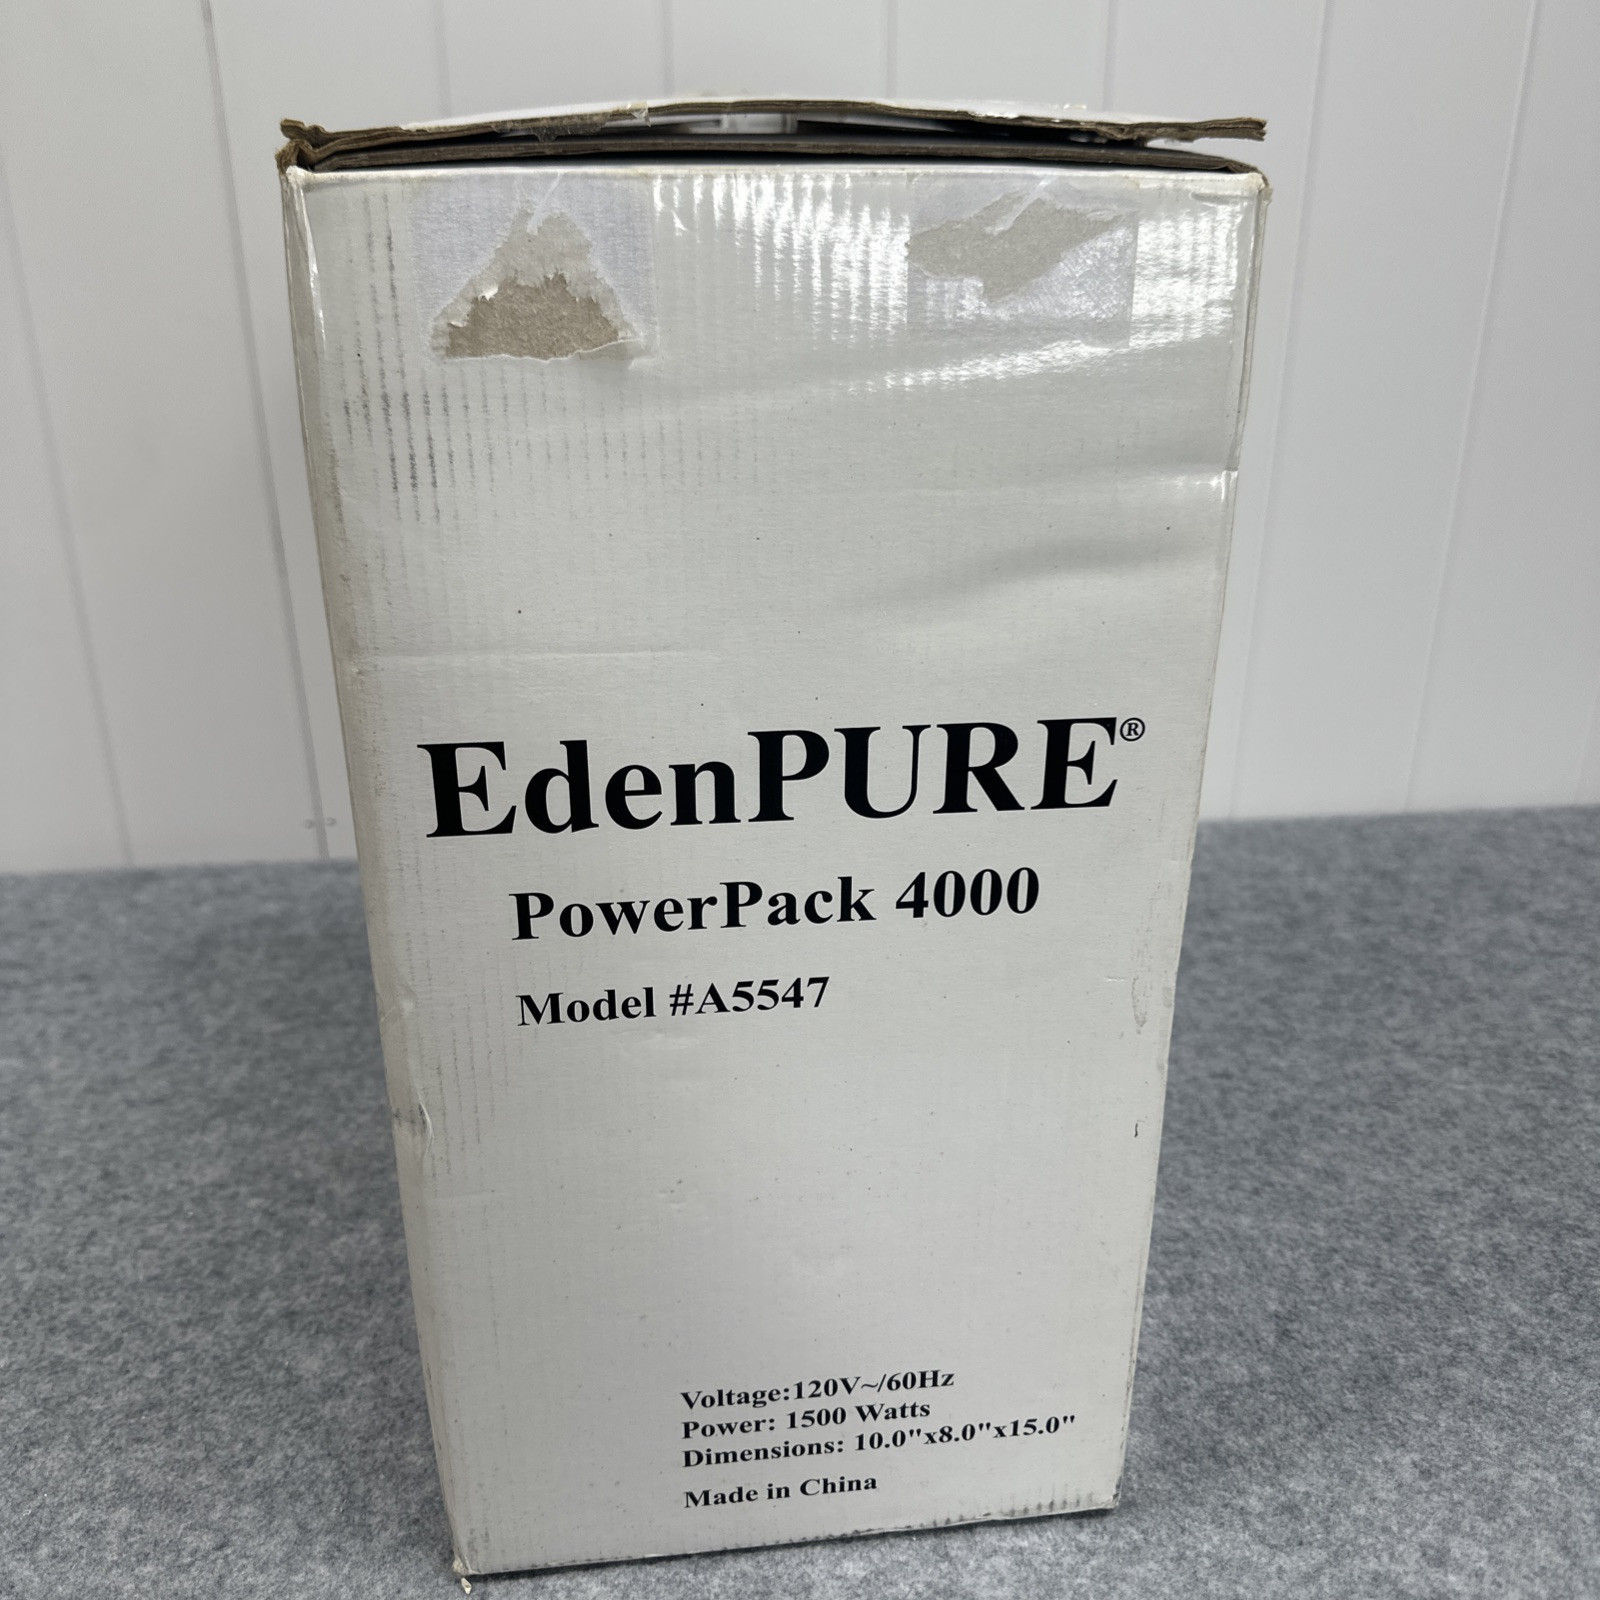 EdenPURE®
PowerPack 4000
Model #A5547
Voltage:120V~/60Hz
Power: 1500 Watts
Dimensions: 10.0"x8.0"x15.0"
Made in China